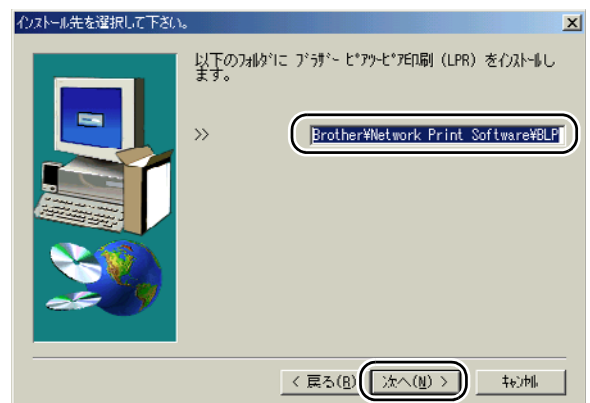 インストール先を選択して下さい。
以下のフォルダに ブラザー ピアツーピア印刷 (LPR) をインストールし
ます。
>>
Brother¥Network Print Software¥BLP
< 戻る(B)
次へ(N) >
キャンセル